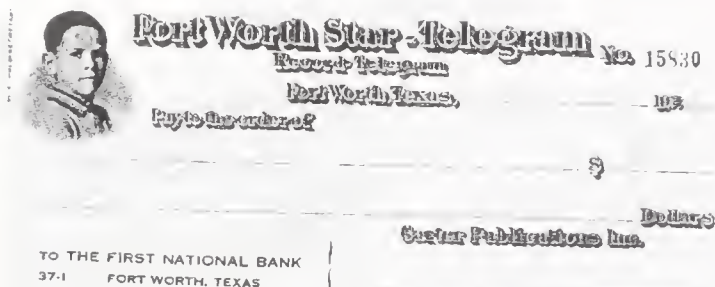 Fort Worth Star-Telegram
No. 15830
Record-Telegram
Fort Worth, Texas, 192
Pay to the order of
$
Dollars
Carter Publications Inc.
TO THE FIRST NATIONAL BANK
37-1 FORT WORTH, TEXAS